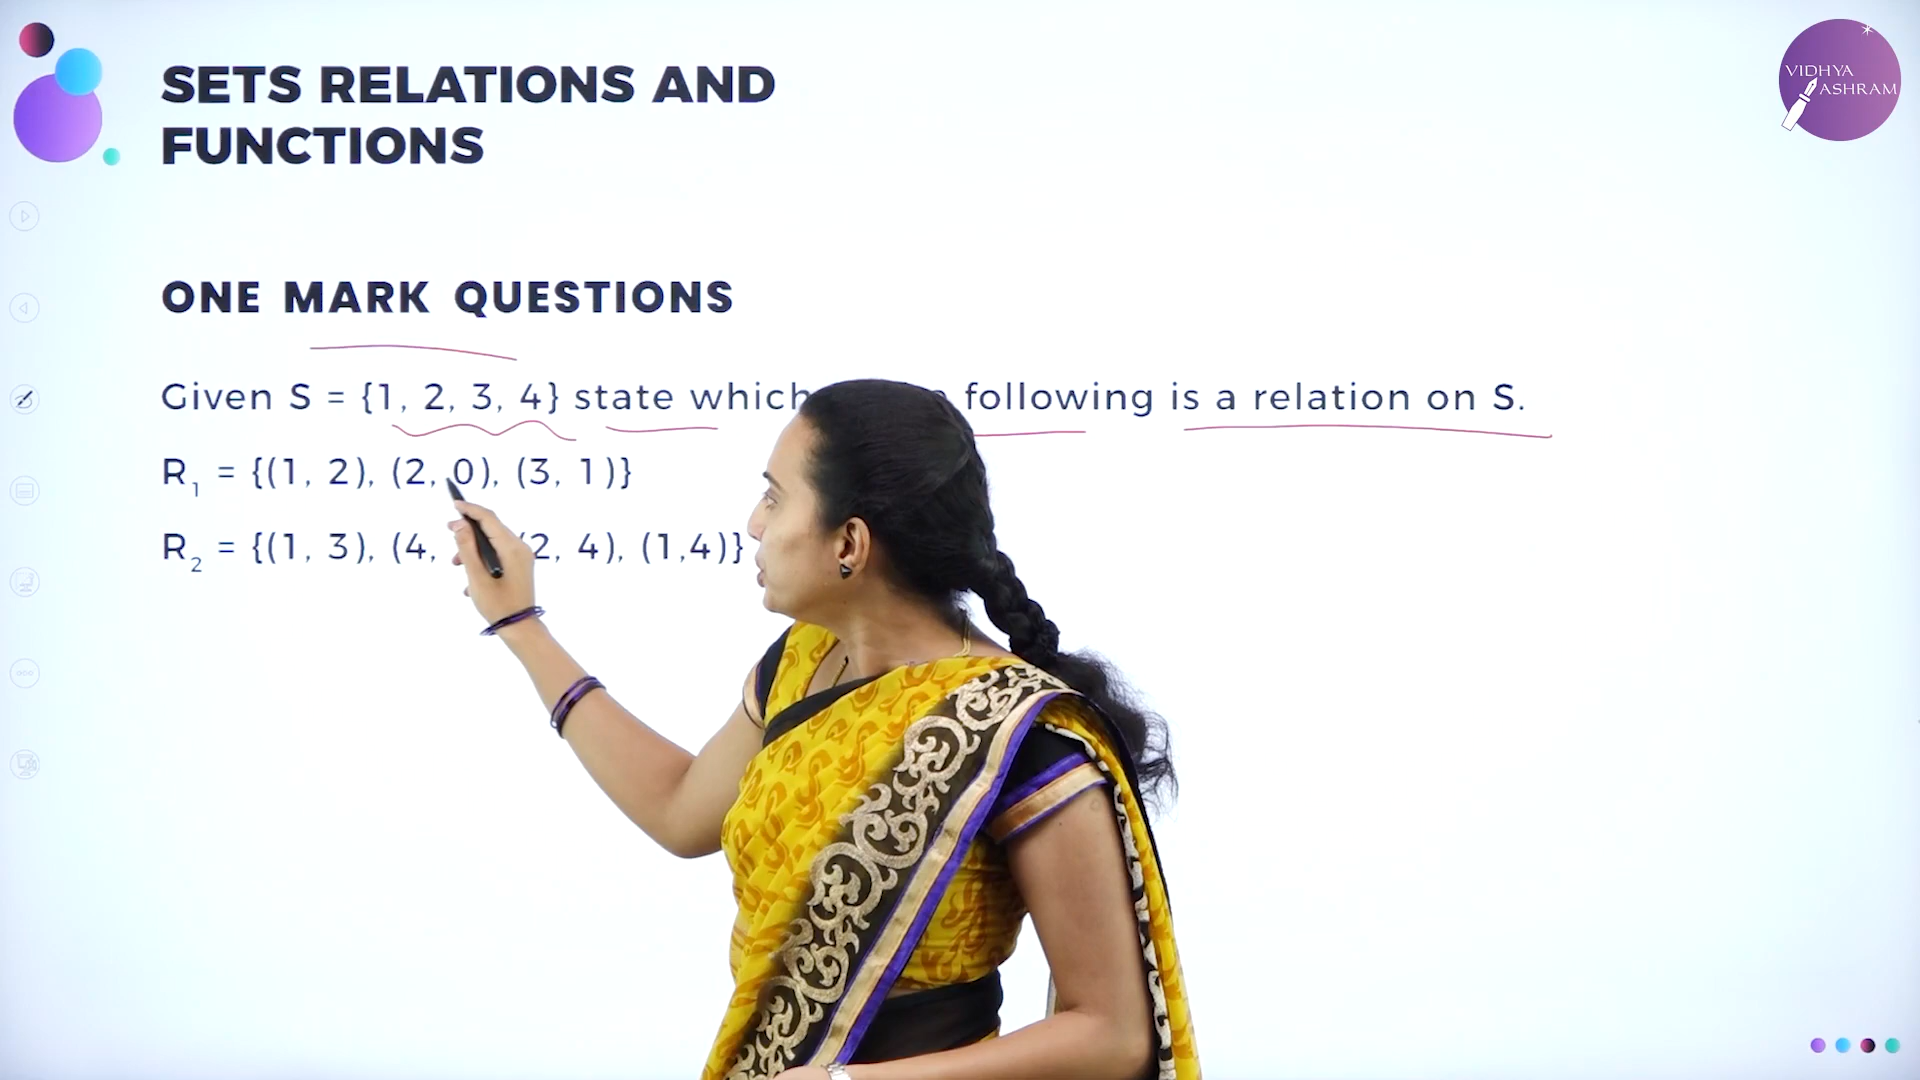 VIDHYA
ASHRAM
SETS RELATIONS AND
FUNCTIONS
ONE MARK QUESTIONS
Given S = {1, 2, 3, 4} state which following is a relation on S.
R₁ = {(1, 2), (2, 0), (3, 1)}
R₂ = {(1, 3), (4, 2, 4), (1,4)}